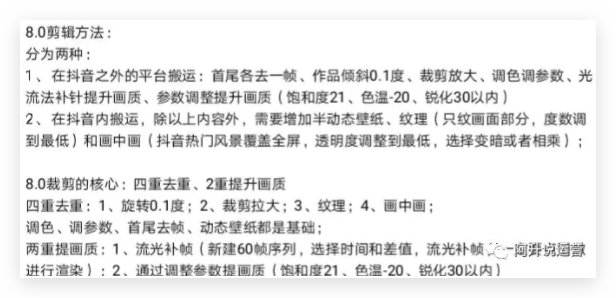 8.0剪辑方法：
分为两种：
1、在抖音之外的平台搬运：首尾各去一帧、作品倾斜0.1度、裁剪放大、调色调参数、光
流法补针提升画质、参数调整提升画质（饱和度21、色温-20、锐化30以内）
2、在抖音内搬运，除以上内容外，需要增加半动态壁纸、纹理（只纹画面部分，度数调
到最低）和画中画（抖音热门风景覆盖全屏，透明度调整到最低，选择变暗或者相乘）；
8.0裁剪的核心：四重去重、2重提升画质
四重去重：1、旋转0.1度；2、裁剪拉大；3、纹理；4、画中画；
调色、调参数、首尾去帧、动态壁纸都是基础；
两重提画质：1、流光补帧（新建60帧序列，选择时间和差值，流光补帧
一
进行渲染）；2、通过调整参数提画质（饱和度21、色温-20、锐化30以内）
阿升说运营